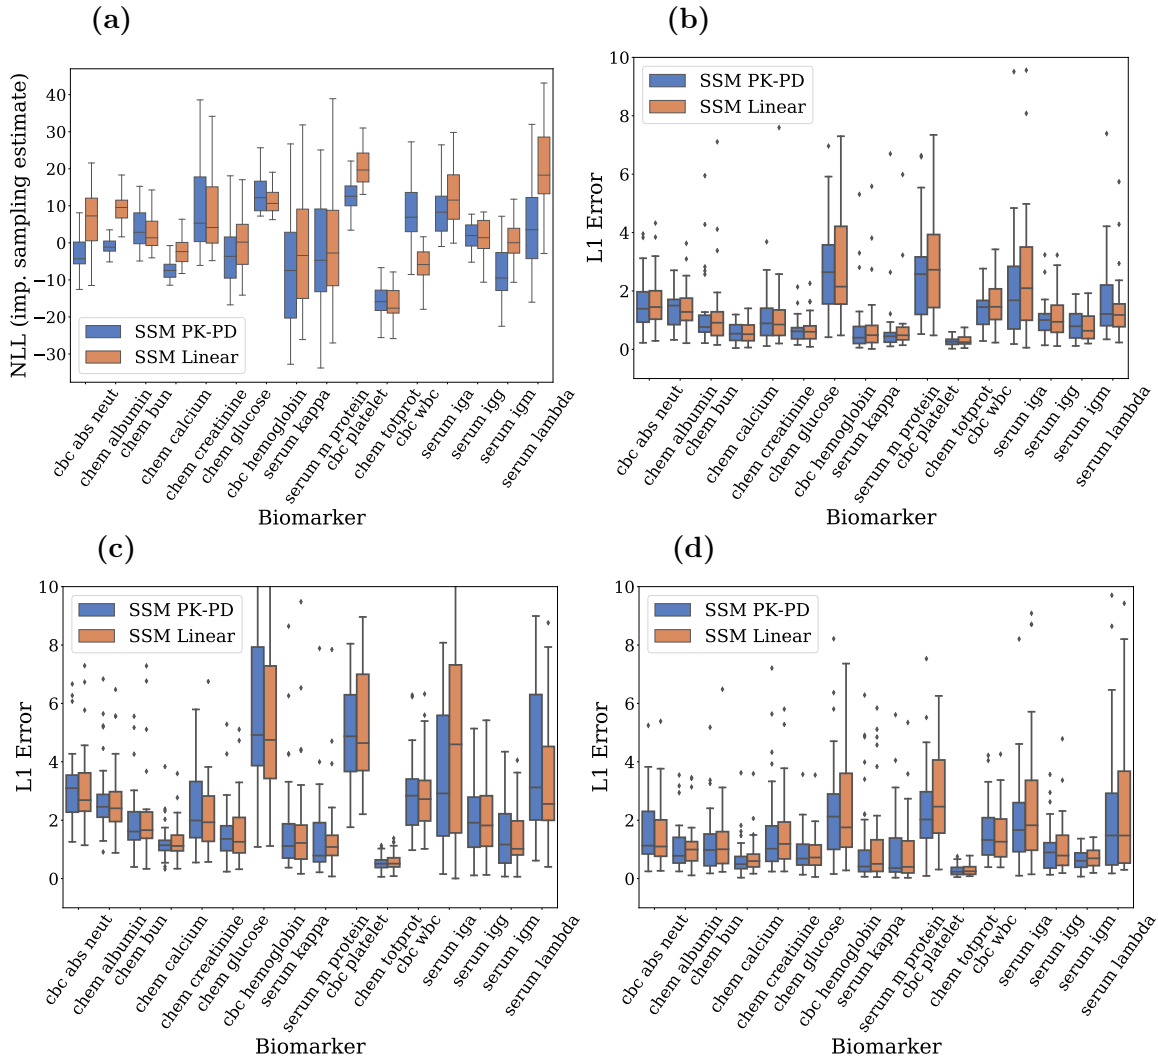 (a)
NLL (imp. sampling estimate)
40
30
20
10
0
−10
−20
−30
SSM PK-PD
SSM Linear
cbc abs neut
chem albumin
chem bun
chem calcium
chem creatinine
chem glucose
cbc hemoglobin
serum kappa
serum m protein
cbc platelet
chem totprot
cbc wbc
serum iga
serum igg
serum igm
serum lambda
Biomarker
(b)
L1 Error
10
8
6
4
2
0
SSM PK-PD
SSM Linear
cbc abs neut
chem albumin
chem bun
chem calcium
chem creatinine
chem glucose
cbc hemoglobin
serum kappa
serum m protein
cbc platelet
chem totprot
cbc wbc
serum iga
serum igg
serum igm
serum lambda
Biomarker
(c)
L1 Error
10
8
6
4
2
0
SSM PK-PD
SSM Linear
cbc abs neut
chem albumin
chem bun
chem calcium
chem creatinine
chem glucose
cbc hemoglobin
serum kappa
serum m protein
cbc platelet
chem totprot
cbc wbc
serum iga
serum igg
serum igm
serum lambda
Biomarker
(d)
L1 Error
10
8
6
4
2
0
SSM PK-PD
SSM Linear
cbc abs neut
chem albumin
chem bun
chem calcium
chem creatinine
chem glucose
cbc hemoglobin
serum kappa
serum m protein
cbc platelet
chem totprot
cbc wbc
serum iga
serum igg
serum igm
serum lambda
Biomarker